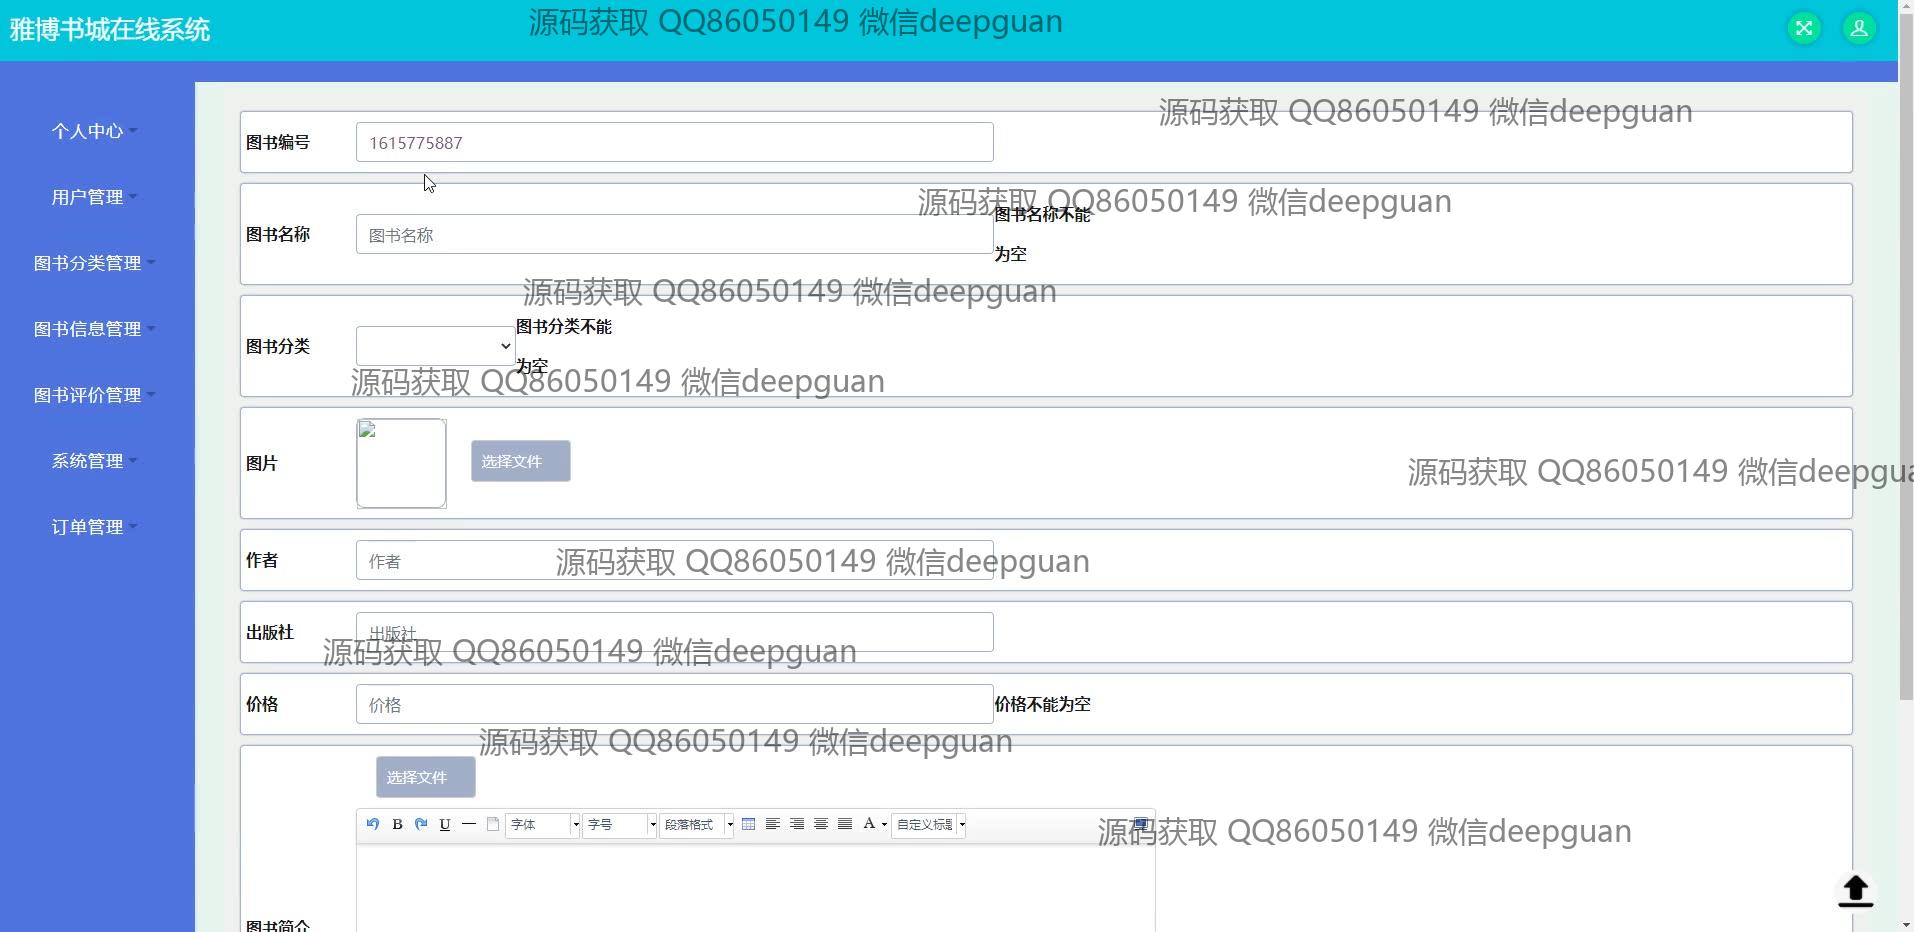 雅博书城在线系统
源码获取 QQ86050149 微信deepguan
个人中心
用户管理
图书分类管理
图书信息管理
图书评价管理
系统管理
订单管理
源码获取 QQ86050149 微信deepguan
图书编号
1615775887
源码获取 QQ86050149 微信deepguan
图书名称
图书名称
图书名称不能
为空
源码获取 QQ86050149 微信deepguan
图书分类
图书分类不能
为空
源码获取 QQ86050149 微信deepguan
图片
选择文件
源码获取 QQ86050149 微信deepgua
作者
作者
源码获取 QQ86050149 微信deepguan
出版社
出版社
源码获取 QQ86050149 微信deepguan
价格
价格
价格不能为空
源码获取 QQ86050149 微信deepguan
选择文件
B U 字体 字号 段落格式 A 自定义标题
源码获取 QQ86050149 微信deepguan
图书简介